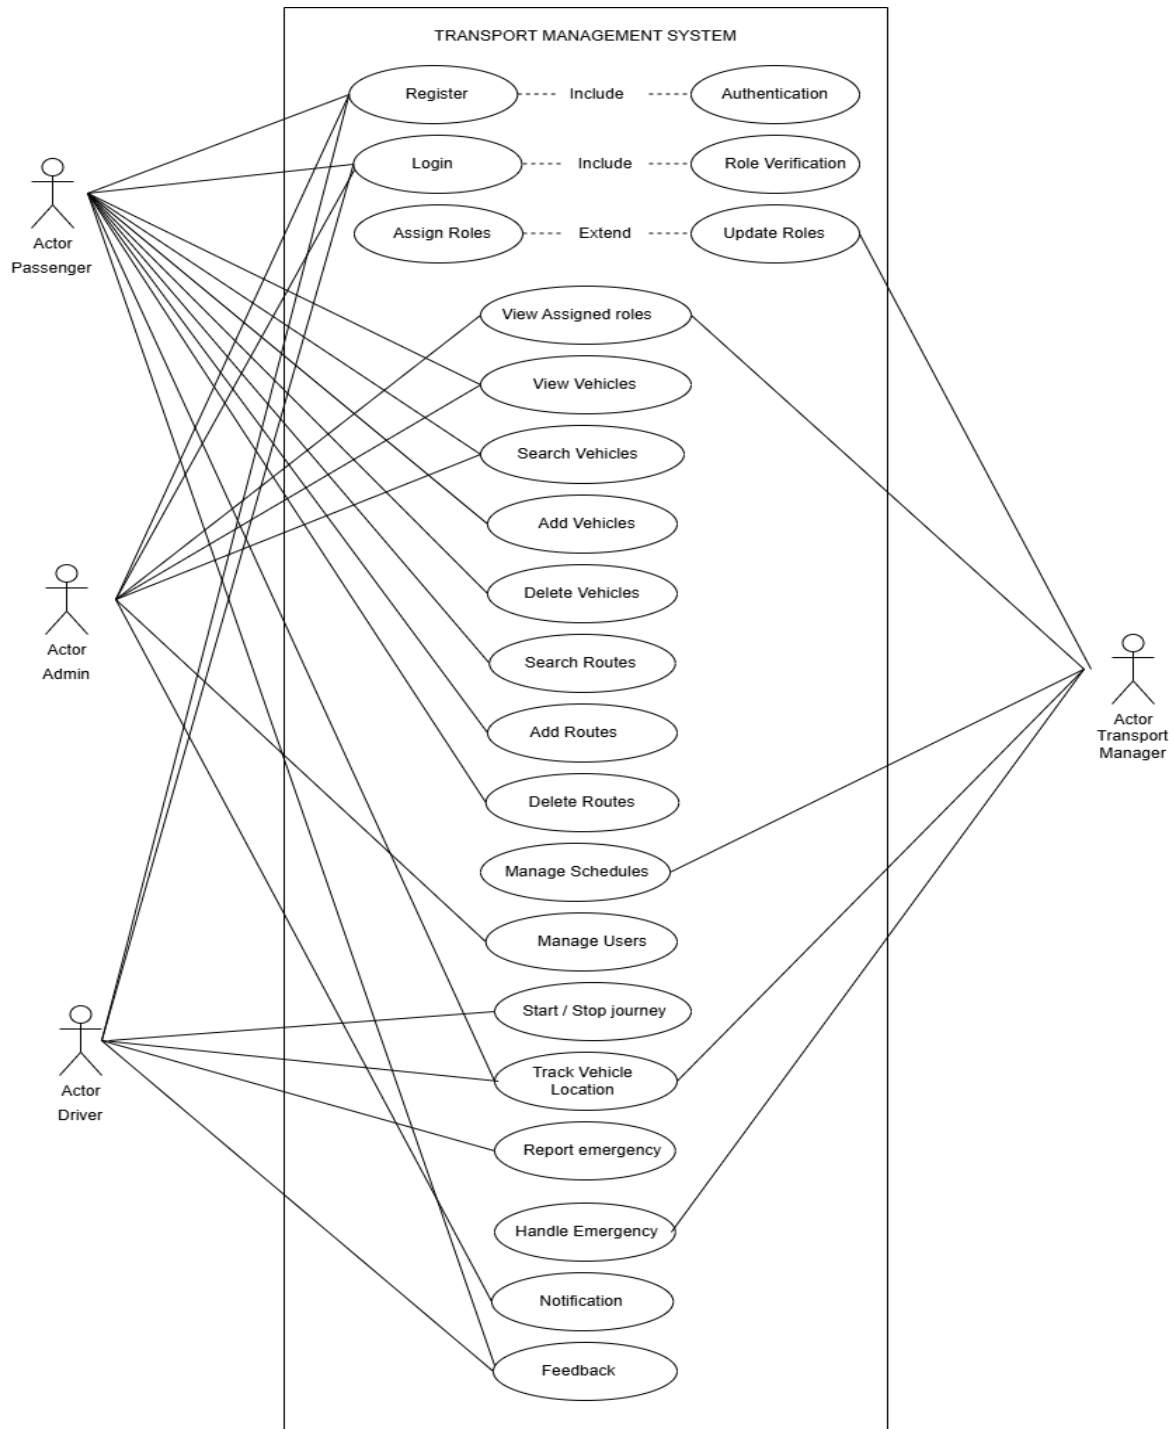 TRANSPORT MANAGEMENT SYSTEM
Register
Include
Authentication
Login
Include
Role Verification
Assign Roles
Extend
Update Roles
Actor
Passenger
View Assigned roles
View Vehicles
Search Vehicles
Add Vehicles
Delete Vehicles
Actor
Admin
Search Routes
Add Routes
Actor
Transport
Manager
Delete Routes
Manage Schedules
Manage Users
Start / Stop journey
Track Vehicle
Location
Actor
Driver
Report emergency
Handle Emergency
Notification
Feedback